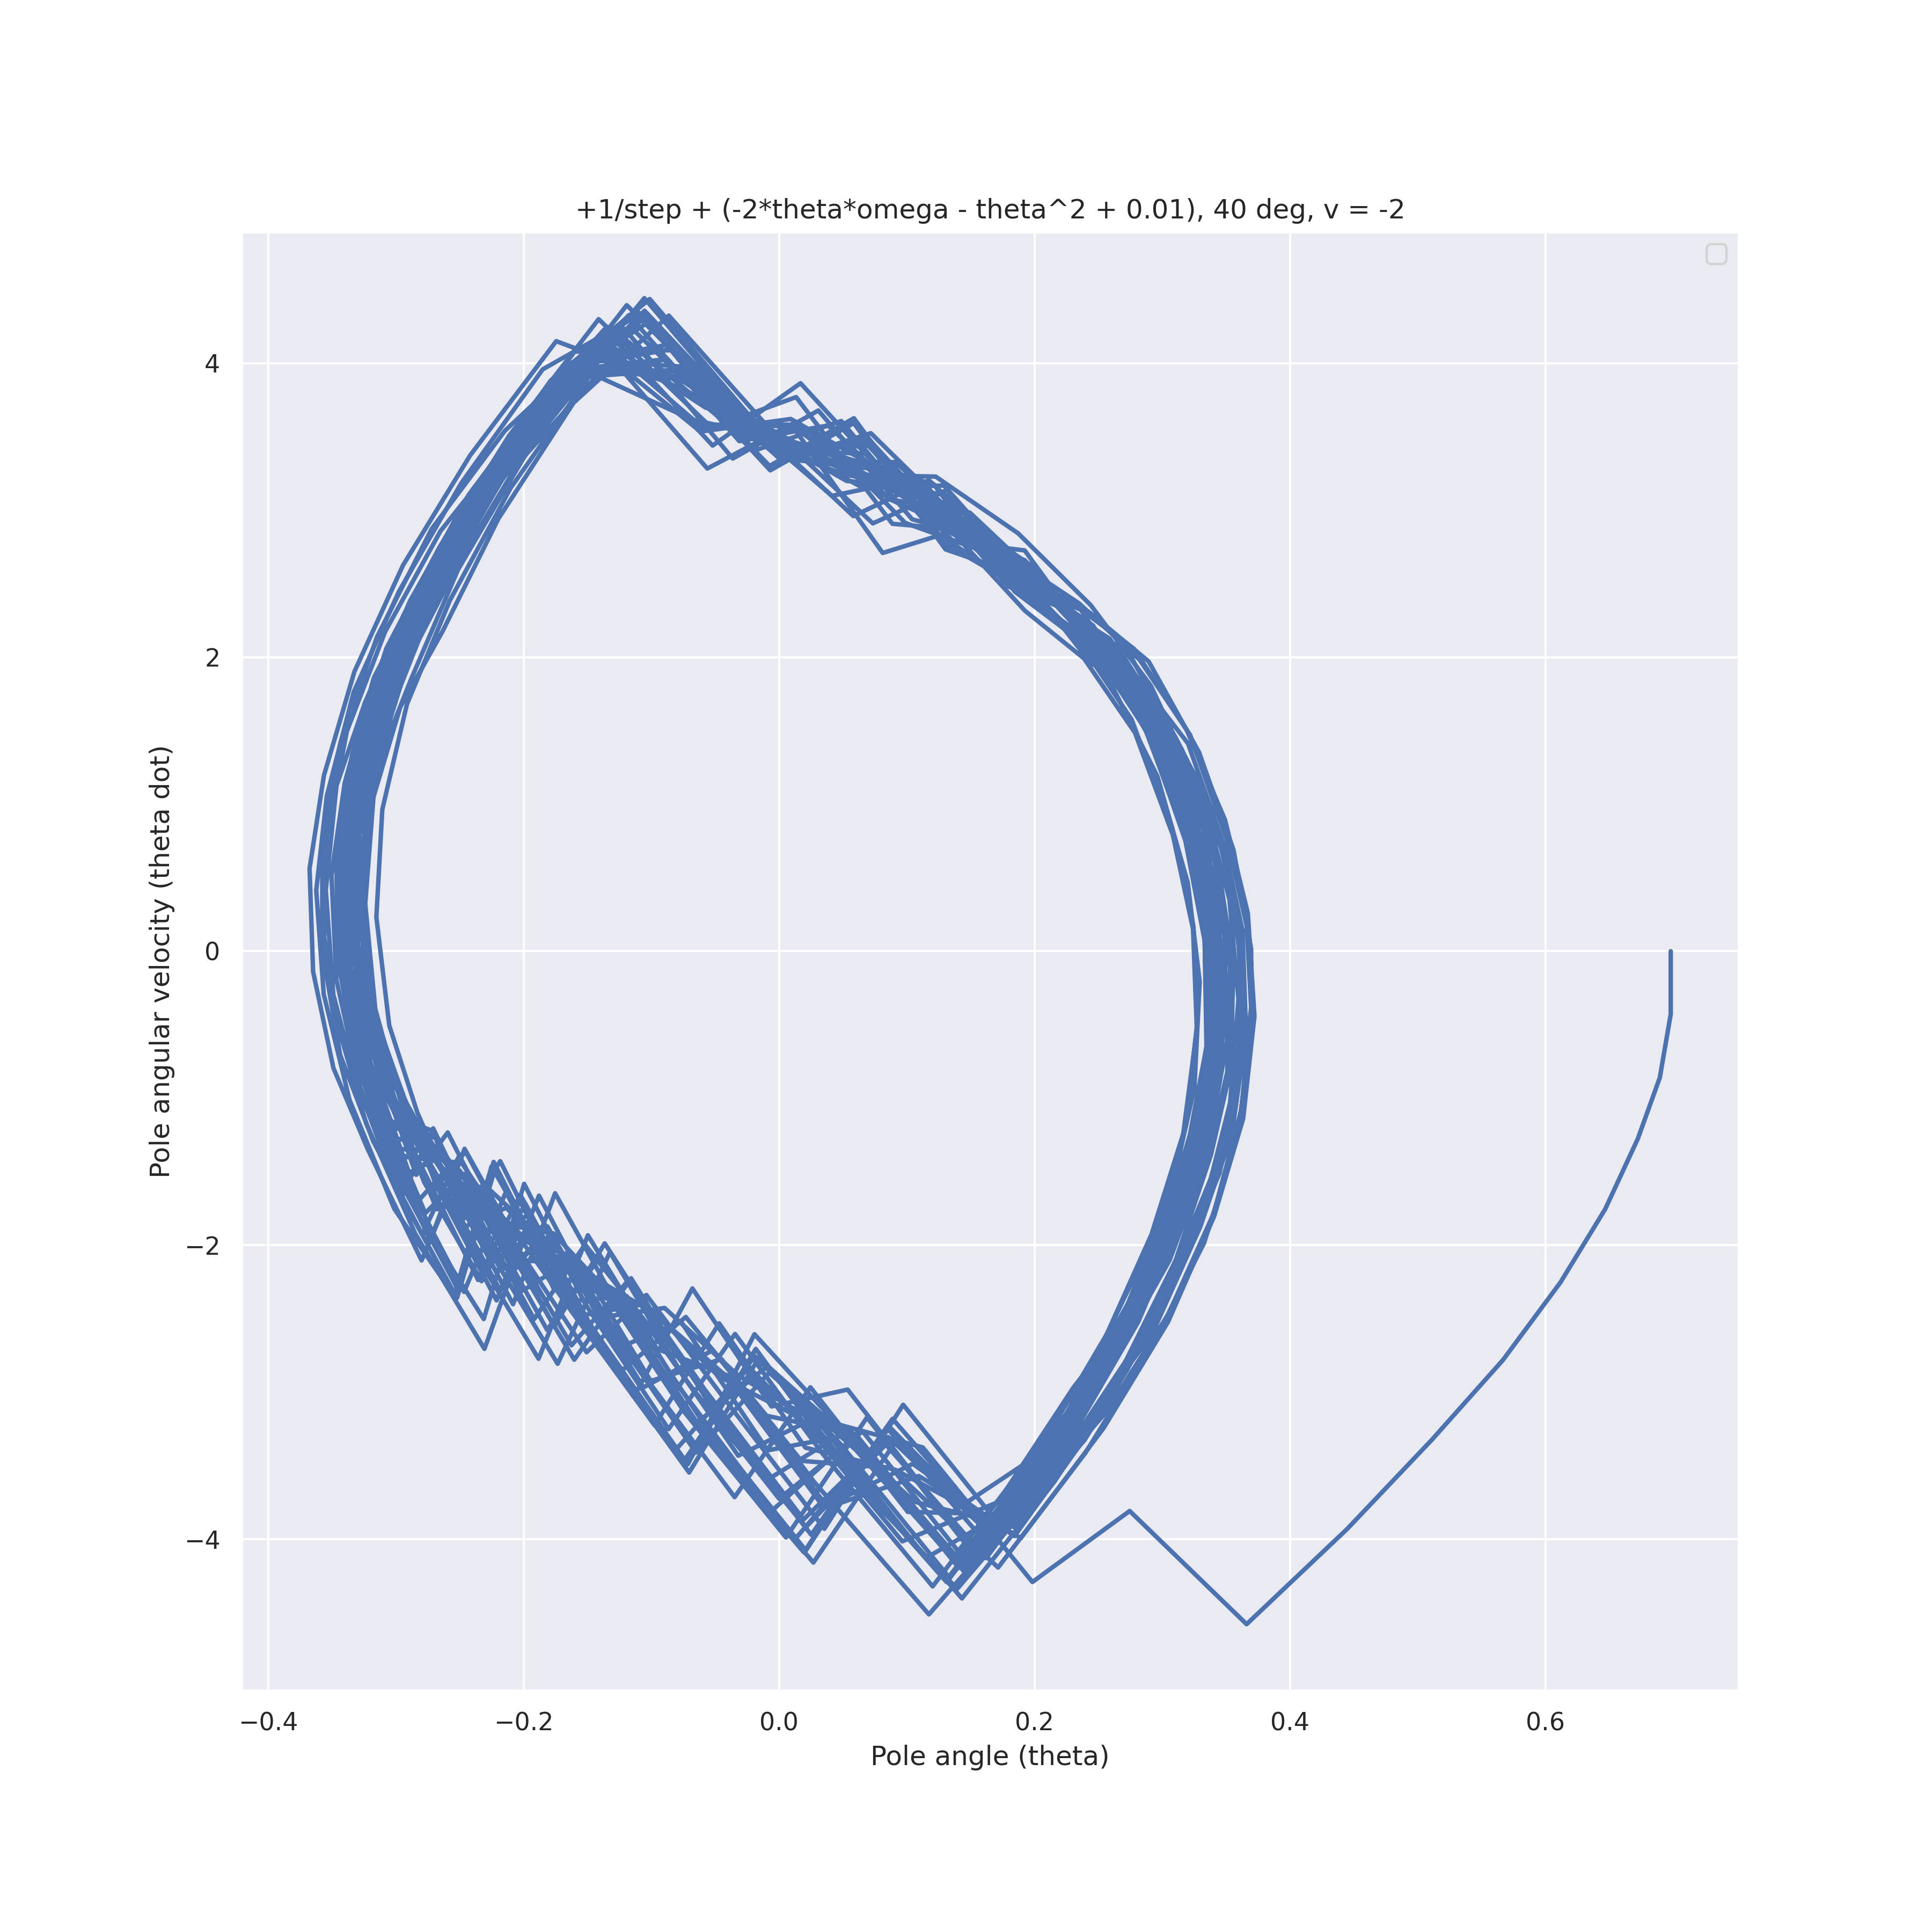 +1/step + (-2*theta*omega - theta^2 + 0.01), 40 deg, v = -2
4
2
0
−2
−4
Pole angular velocity (theta dot)
−0.4 −0.2 0.0 0.2 0.4 0.6
Pole angle (theta)